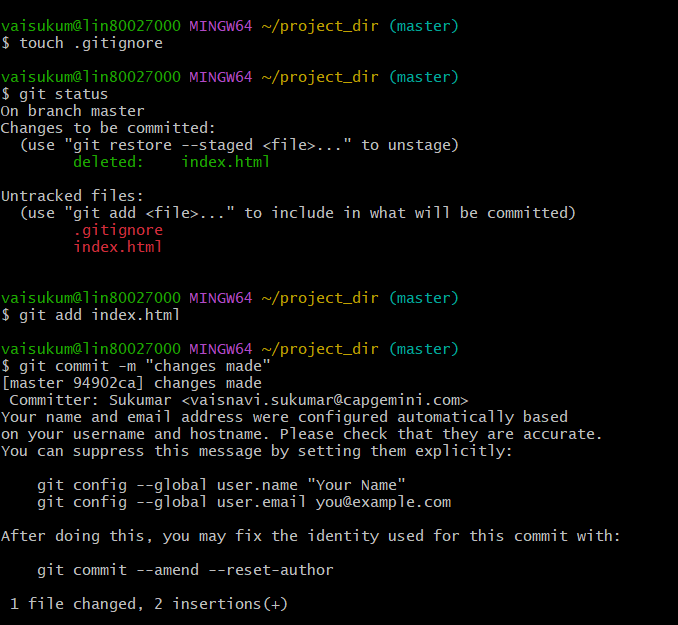 vaisukum@lin80027000 MINGW64 ~/project_dir (master)
$ touch .gitignore
vaisukum@lin80027000 MINGW64 ~/project_dir (master)
$ git status
On branch master
Changes to be committed:
  (use "git restore --staged <file>..." to unstage)
        deleted:    index.html
Untracked files:
  (use "git add <file>..." to include in what will be committed)
        .gitignore
        index.html
vaisukum@lin80027000 MINGW64 ~/project_dir (master)
$ git add index.html
vaisukum@lin80027000 MINGW64 ~/project_dir (master)
$ git commit -m "changes made"
[master 94902ca] changes made
 Committer: Sukumar <vaisnavi.sukumar@capgemini.com>
Your name and email address were configured automatically based
on your username and hostname. Please check that they are accurate.
You can suppress this message by setting them explicitly:
    git config --global user.name "Your Name"
    git config --global user.email you@example.com
After doing this, you may fix the identity used for this commit with:
    git commit --amend --reset-author
 1 file changed, 2 insertions(+)